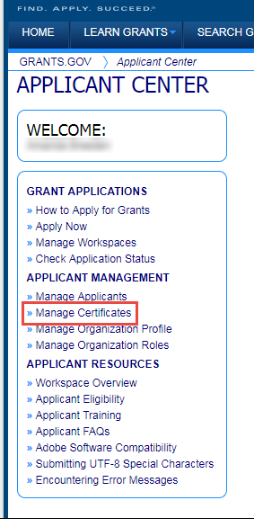 FIND. APPLY. SUCCEED.℠
HOME LEARN GRANTS SEARCH G
GRANTS.GOV 〉 Applicant Center
APPLICANT CENTER
WELCOME:
GRANT APPLICATIONS
» How to Apply for Grants
» Apply Now
» Manage Workspaces
» Check Application Status
APPLICANT MANAGEMENT
» Manage Applicants
» Manage Certificates
» Manage Organization Profile
» Manage Organization Roles
APPLICANT RESOURCES
» Workspace Overview
» Applicant Eligibility
» Applicant Training
» Applicant FAQs
» Adobe Software Compatibility
» Submitting UTF-8 Special Characters
» Encountering Error Messages